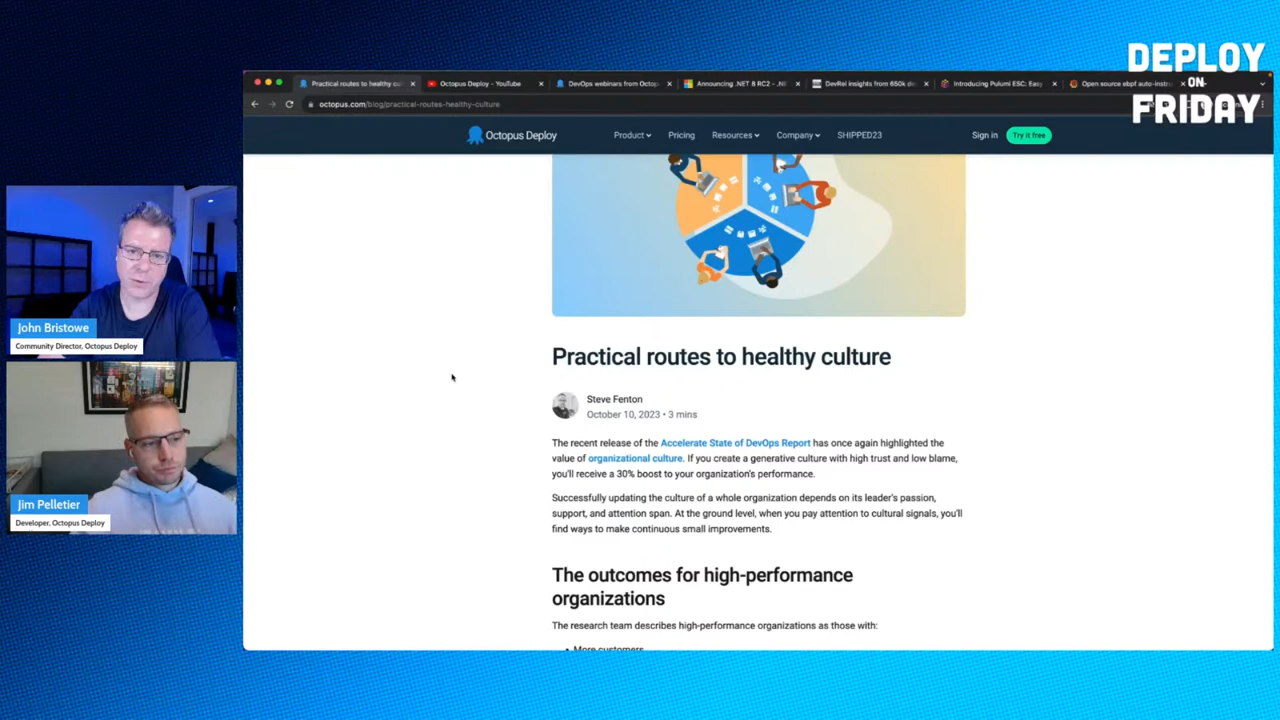 DEPLOY
ON
FRIDAY
Practical routes to healthy cu
Octopus Deploy - YouTube
DevOps webinars from Octop
Announcing .NET 8 RC2 - .NE
DevRel insights from 650k de
Introducing Pulumi ESC: Easy
Open source ebpf auto-instru
octopus.com/blog/practical-routes-healthy-culture
Octopus Deploy
Product
Pricing
Resources
Company
SHIPPED23
Sign in
Try it free
John Bristowe
Community Director, Octopus Deploy
Jim Pelletier
Developer, Octopus Deploy
Practical routes to healthy culture
Steve Fenton
October 10, 2023 • 3 mins
The recent release of the Accelerate State of DevOps Report has once again highlighted the
value of organizational culture. If you create a generative culture with high trust and low blame,
you'll receive a 30% boost to your organization's performance.
Successfully updating the culture of a whole organization depends on its leader's passion,
support, and attention span. At the ground level, when you pay attention to cultural signals, you'll
find ways to make continuous small improvements.
The outcomes for high-performance
organizations
The research team describes high-performance organizations as those with:
• More customers